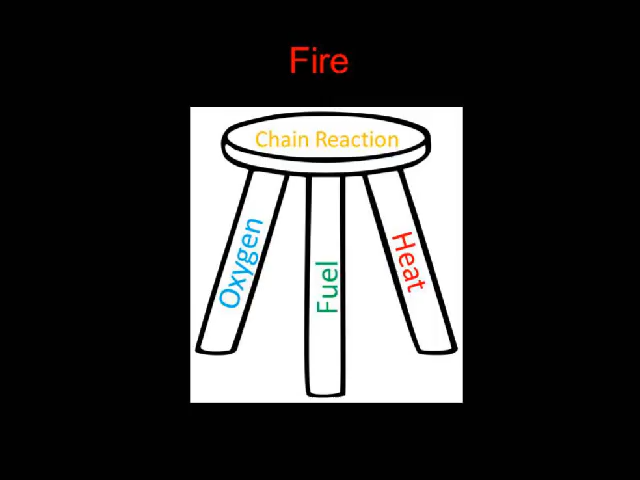 Fire
Chain Reaction
Oxygen
Fuel
Heat